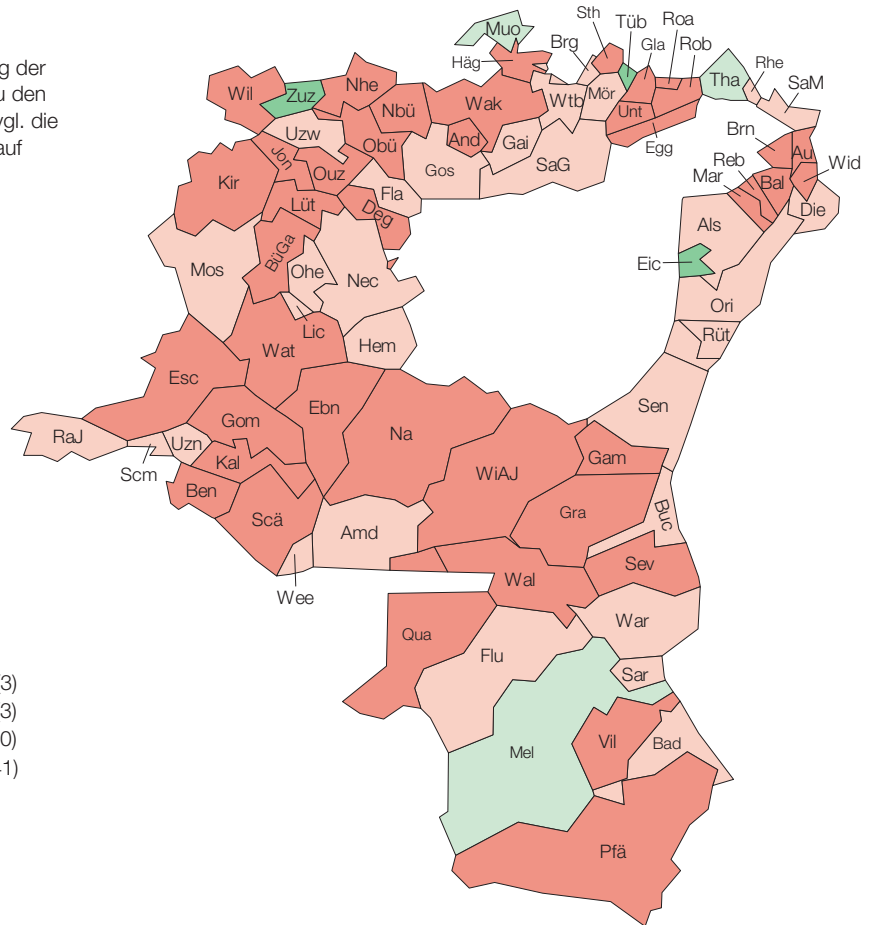 g der
u den
vgl. die
auf
Muo
Sth
Tüb
Roa
Brg
Gla
Rob
Häg
Tha
Rhe
SaM
Wil
Zuz
Nhe
Nbü
Wak
Wtb
Mör
Unt
Egg
Uzw
Obü
And
Gai
Gos
SaG
Brn
Au
Wid
Reb
Mar
Bal
Die
Jon
Ouz
Kir
Fla
Lüt
Deg
Als
Eic
BüGa
Ohe
Mos
Nec
Ori
Lic
Rüt
Wat
Hem
Esc
Ebn
Sen
Gom
Na
RaJ
Uzn
Scm
Kal
Gam
WiAJ
Ben
Scä
Gra
Buc
Amd
Wee
Wal
Sev
Qua
War
Flu
Sar
3)
3)
0)
41)
Mel
Vil
Bad
Pfä